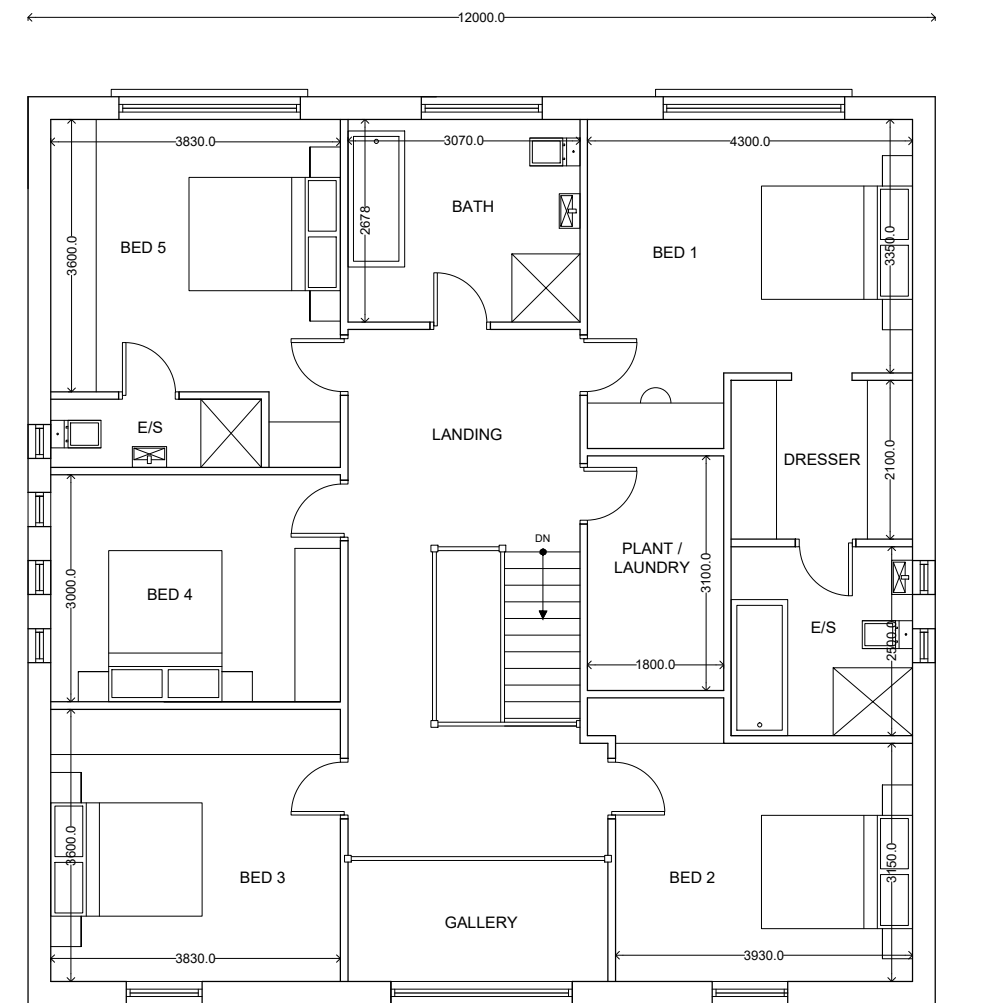 12000.0
3830.0
3070.0
4300.0
BATH
2678
BED 5
3600.0
BED 1
3350.0
E/S
LANDING
DRESSER
2100.0
DN
PLANT /
LAUNDRY
3100.0
BED 4
3000.0
E/S
2500.0
1800.0
3600.0
BED 3
BED 2
3150.0
GALLERY
3830.0
3930.0